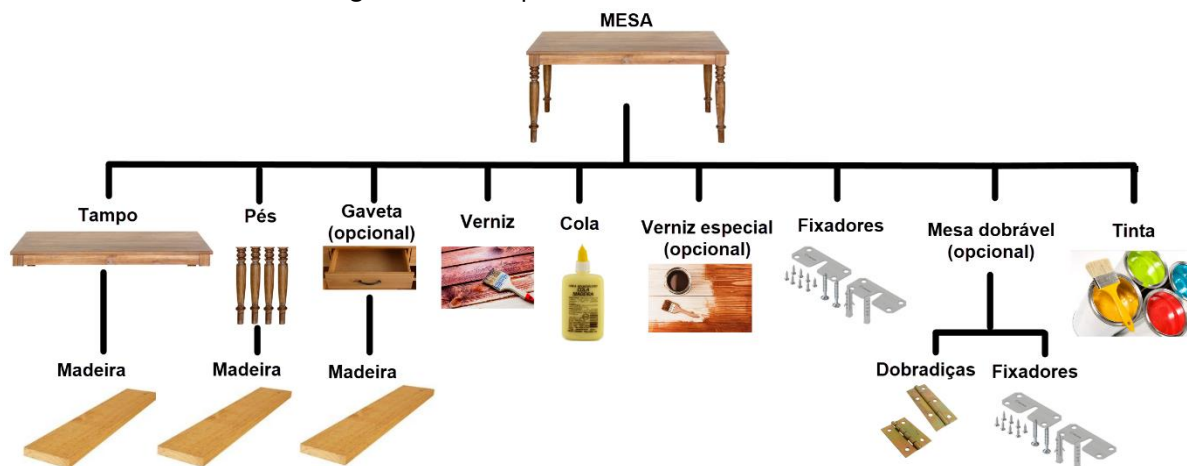 MESA
Tampo
Pés
Gaveta
(opcional)
Verniz
Cola
Verniz especial
(opcional)
Fixadores
Mesa dobrável
(opcional)
Tinta
Madeira
Madeira
Madeira
Dobradiças
Fixadores